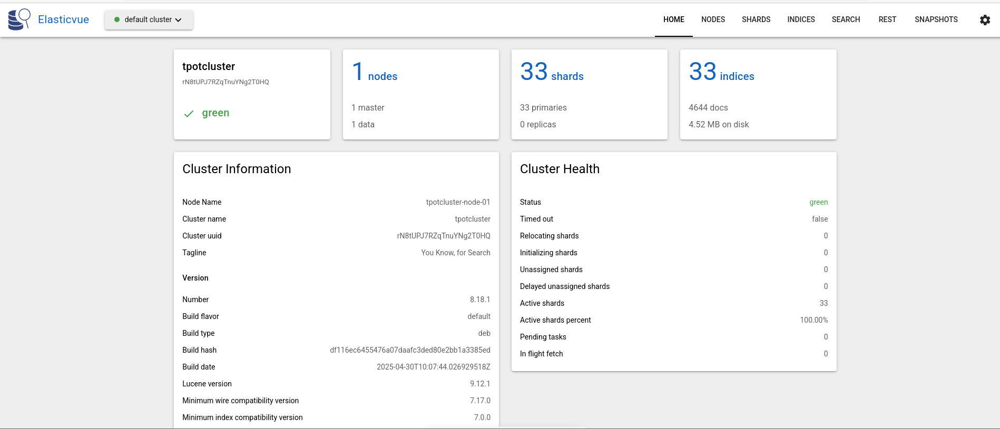 Elasticvue
default cluster
HOME NODES SHARDS INDICES SEARCH REST SNAPSHOTS
tpotcluster
rN8tUPJ7RZqTnuYNg2T0HQ
green
1 nodes
1 master
1 data
33 shards
33 primaries
0 replicas
33 indices
4644 docs
4.52 MB on disk
Cluster Information
Node Name tpotcluster-node-01
Cluster name tpotcluster
Cluster uuid rN8tUPJ7RZqTnuYNg2T0HQ
Tagline You Know, for Search
Version
Number 8.18.1
Build flavor default
Build type deb
Build hash df116ec6455476a07daafc3ded80e2bb1a3385ed
Build date 2025-04-30T10:07:44.026929518Z
Lucene version 9.12.1
Minimum wire compatibility version 7.17.0
Minimum index compatibility version 7.0.0
Cluster Health
Status green
Timed out false
Relocating shards 0
Initializing shards 0
Unassigned shards 0
Delayed unassigned shards 0
Active shards 33
Active shards percent 100.00%
Pending tasks 0
In flight fetch 0